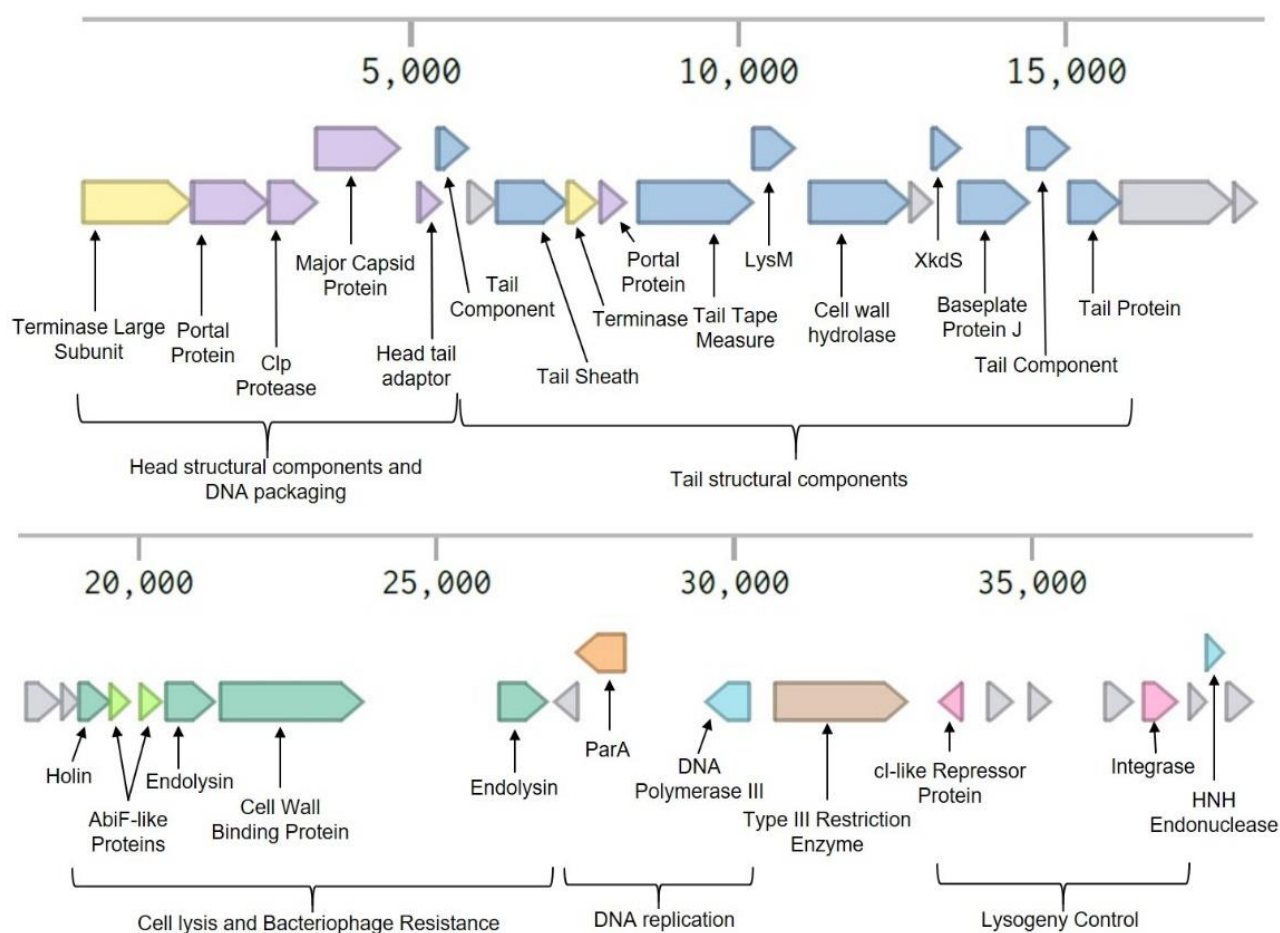 5,000
10,000
15,000
Terminase Large
Subunit
Portal
Protein
Clp
Protease
Major Capsid
Protein
Head tail
adaptor
Tail
Component
Tail Sheath
Terminase
Portal
Protein
Tail Tape
Measure
LysM
Cell wall
hydrolase
XkdS
Baseplate
Protein J
Tail Component
Tail Protein
Head structural components and
DNA packaging
Tail structural components
20,000
25,000
30,000
35,000
Holin
AbiF-like
Proteins
Endolysin
Cell Wall
Binding Protein
Endolysin
ParA
DNA
Polymerase III
Type III Restriction
Enzyme
cI-like Repressor
Protein
Integrase
HNH
Endonuclease
Cell lysis and Bacteriophage Resistance
DNA replication
Lysogeny Control